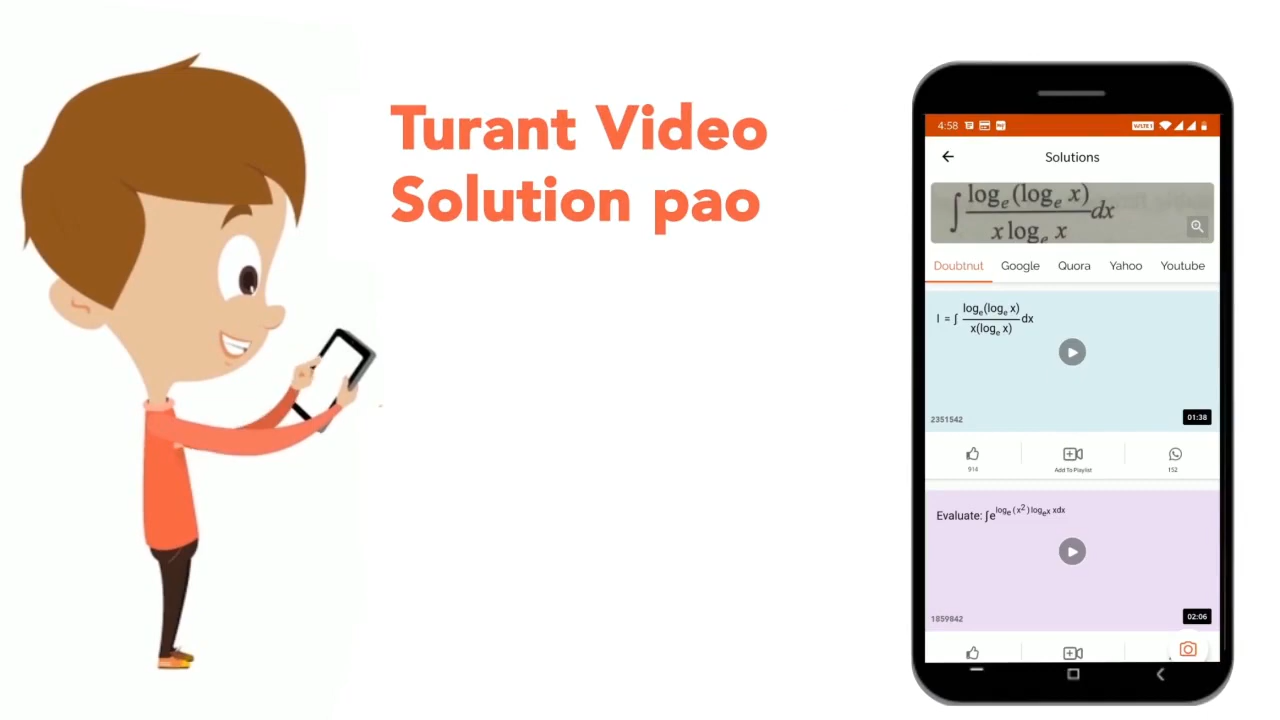 Turant Video
Solution pao
4:58
VoLTE1
Solutions
∫ logₑ(logₑ x) / x logₑ x dx
Doubtnut Google Quora Yahoo Youtube
I = ∫ logₑ(logₑ x) / x(logₑ x) dx
2351542 01:38
914 Add To Playlist 152
Evaluate: ∫e^logₑ(x²)logₑx xdx
1859842 02:06